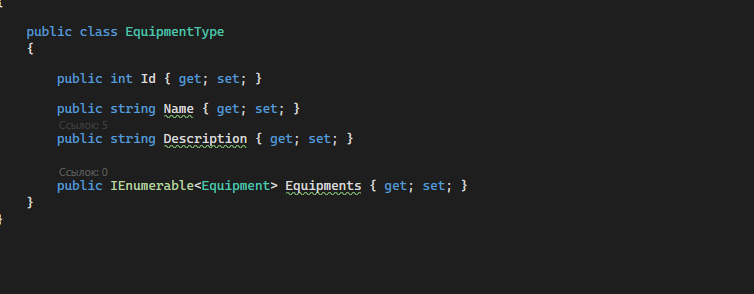 {
public class EquipmentType
{
public int Id { get; set; }
public string Name { get; set; }
Ссылок: 5
public string Description { get; set; }
Ссылок: 0
public IEnumerable<Equipment> Equipments { get; set; }
}
}